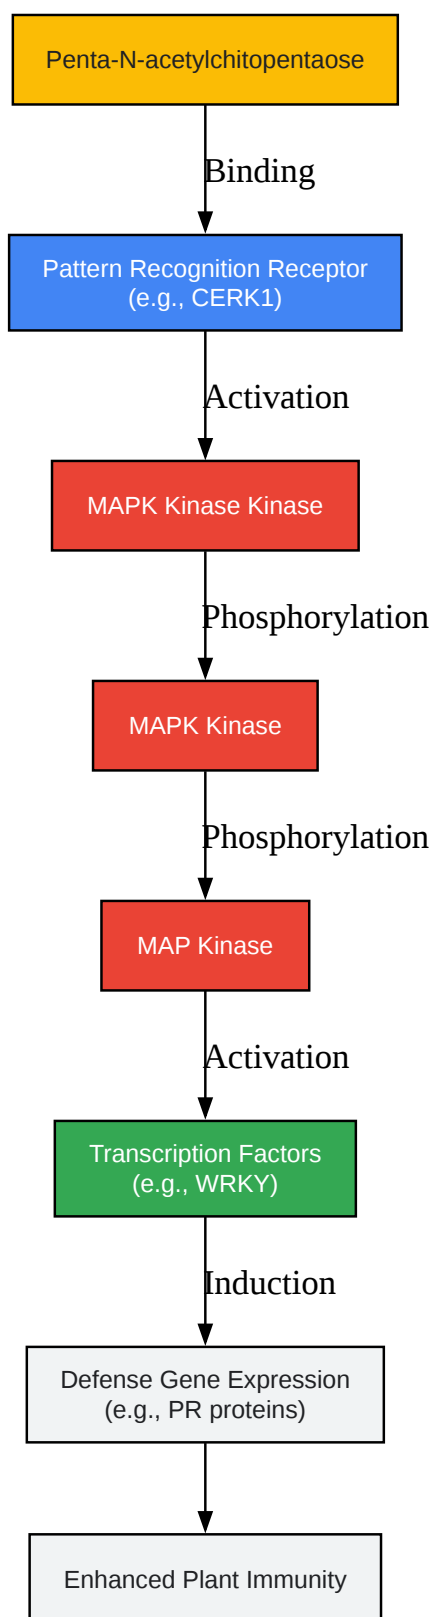 Penta-N-acetylchitopentaose
Binding
Pattern Recognition Receptor
(e.g., CERK1)
Activation
MAPK Kinase Kinase
Phosphorylation
MAPK Kinase
Phosphorylation
MAP Kinase
Activation
Transcription Factors
(e.g., WRKY)
Induction
Defense Gene Expression
(e.g., PR proteins)
Enhanced Plant Immunity